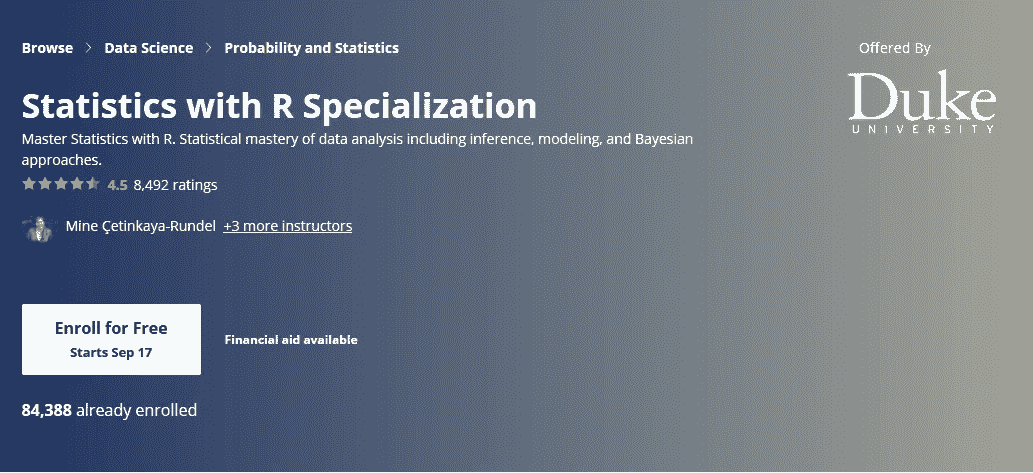 Browse > Data Science > Probability and Statistics
Offered By
Duke
UNIVERSITY
Statistics with R Specialization
Master Statistics with R. Statistical mastery of data analysis including inference, modeling, and Bayesian
approaches.
4.5 8,492 ratings
Mine Çetinkaya-Rundel +3 more instructors
Enroll for Free
Starts Sep 17
Financial aid available
84,388 already enrolled